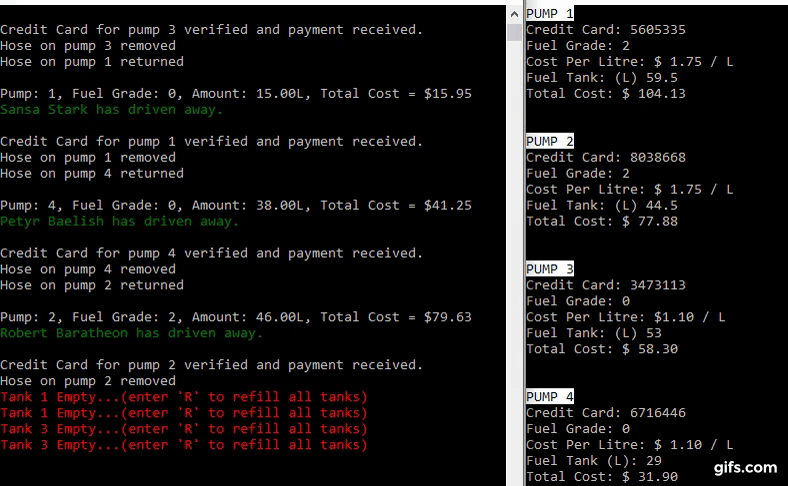 Credit Card for pump 3 verified and payment received.
Hose on pump 3 removed
Hose on pump 1 returned
Pump: 1, Fuel Grade: 0, Amount: 15.00L, Total Cost = $15.95
Sansa Stark has driven away.
Credit Card for pump 1 verified and payment received.
Hose on pump 1 removed
Hose on pump 4 returned
Pump: 4, Fuel Grade: 0, Amount: 38.00L, Total Cost = $41.25
Petyr Baelish has driven away.
Credit Card for pump 4 verified and payment received.
Hose on pump 4 removed
Hose on pump 2 returned
Pump: 2, Fuel Grade: 2, Amount: 46.00L, Total Cost = $79.63
Robert Baratheon has driven away.
Credit Card for pump 2 verified and payment received.
Hose on pump 2 removed
Tank 1 Empty...(enter 'R' to refill all tanks)
Tank 1 Empty...(enter 'R' to refill all tanks)
Tank 3 Empty...(enter 'R' to refill all tanks)
Tank 3 Empty...(enter 'R' to refill all tanks)
PUMP 1
Credit Card: 5605335
Fuel Grade: 2
Cost Per Litre: $ 1.75 / L
Fuel Tank: (L) 59.5
Total Cost: $ 104.13
PUMP 2
Credit Card: 8038668
Fuel Grade: 2
Cost Per Litre: $ 1.75 / L
Fuel Tank: (L) 44.5
Total Cost: $ 77.88
PUMP 3
Credit Card: 3473113
Fuel Grade: 0
Cost Per Litre: $1.10 / L
Fuel Tank: (L) 53
Total Cost: $ 58.30
PUMP 4
Credit Card: 6716446
Fuel Grade: 0
Cost Per Litre: $ 1.10 / L
Fuel Tank (L): 29
Total Cost: $ 31.90
gifs.com